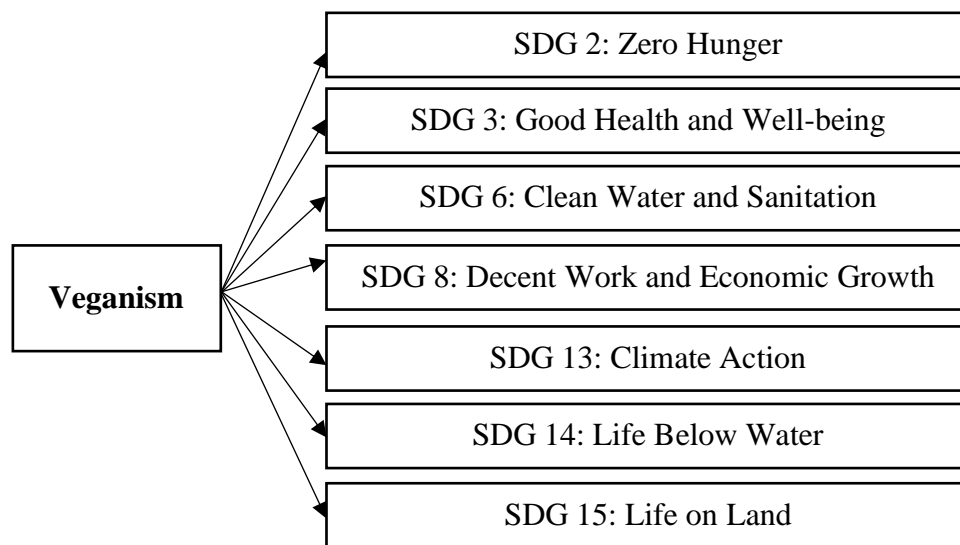 SDG 2: Zero Hunger
SDG 3: Good Health and Well-being
SDG 6: Clean Water and Sanitation
Veganism
SDG 8: Decent Work and Economic Growth
SDG 13: Climate Action
SDG 14: Life Below Water
SDG 15: Life on Land